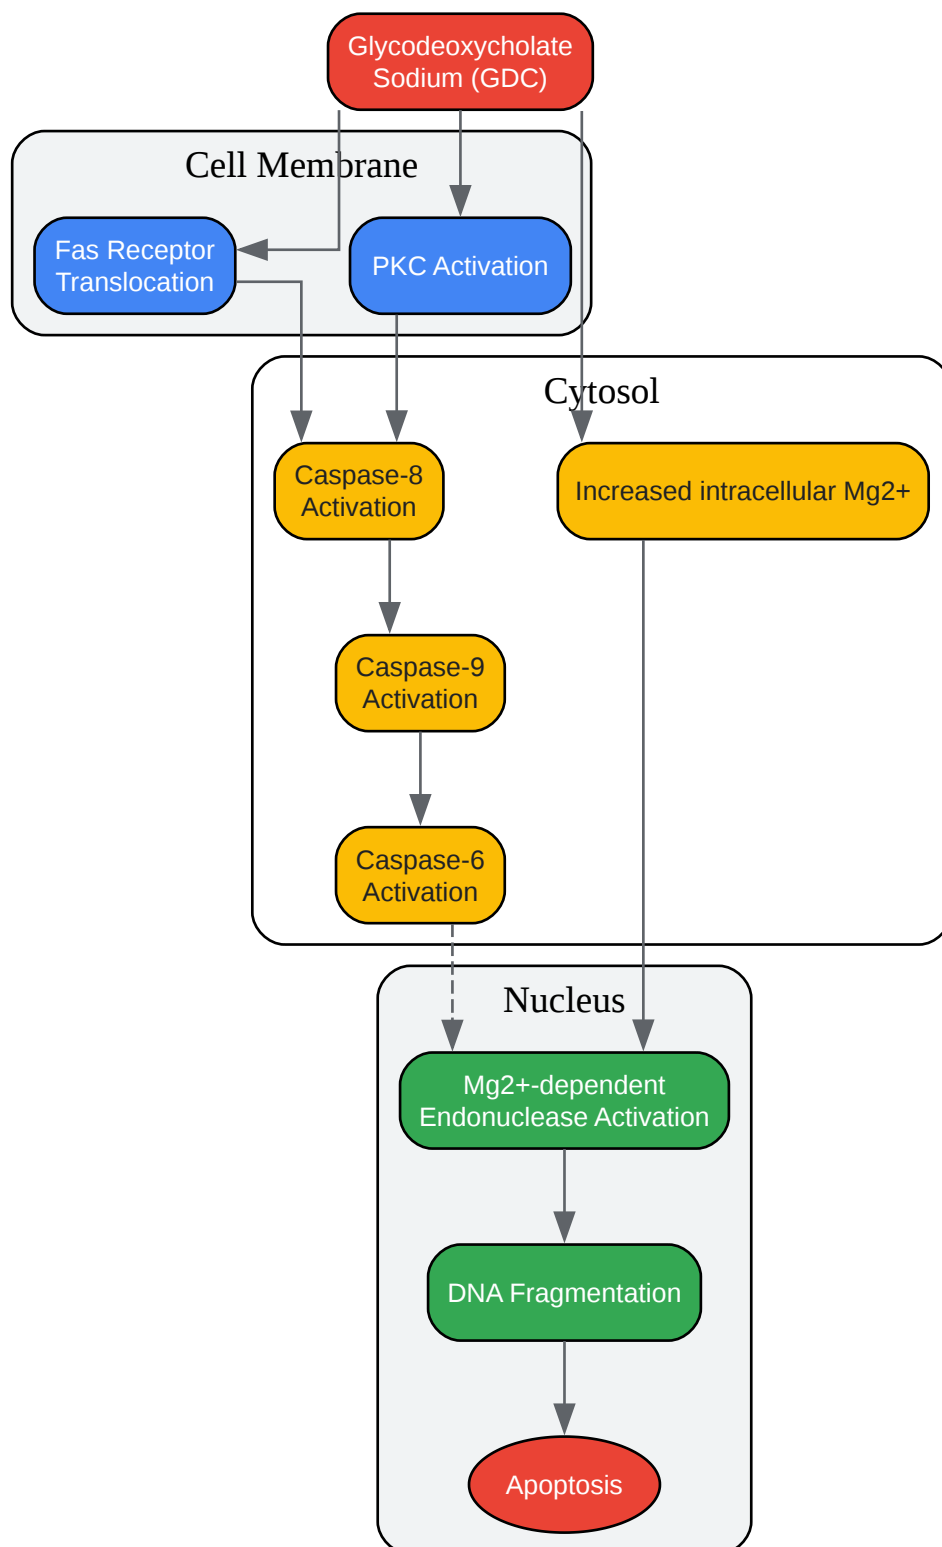 Glycodeoxycholate
Sodium (GDC)
Cell Membrane
Fas Receptor
Translocation
PKC Activation
Cytosol
Caspase-8
Activation
Increased intracellular Mg2+
Caspase-9
Activation
Caspase-6
Activation
Nucleus
Mg2+-dependent
Endonuclease Activation
DNA Fragmentation
Apoptosis